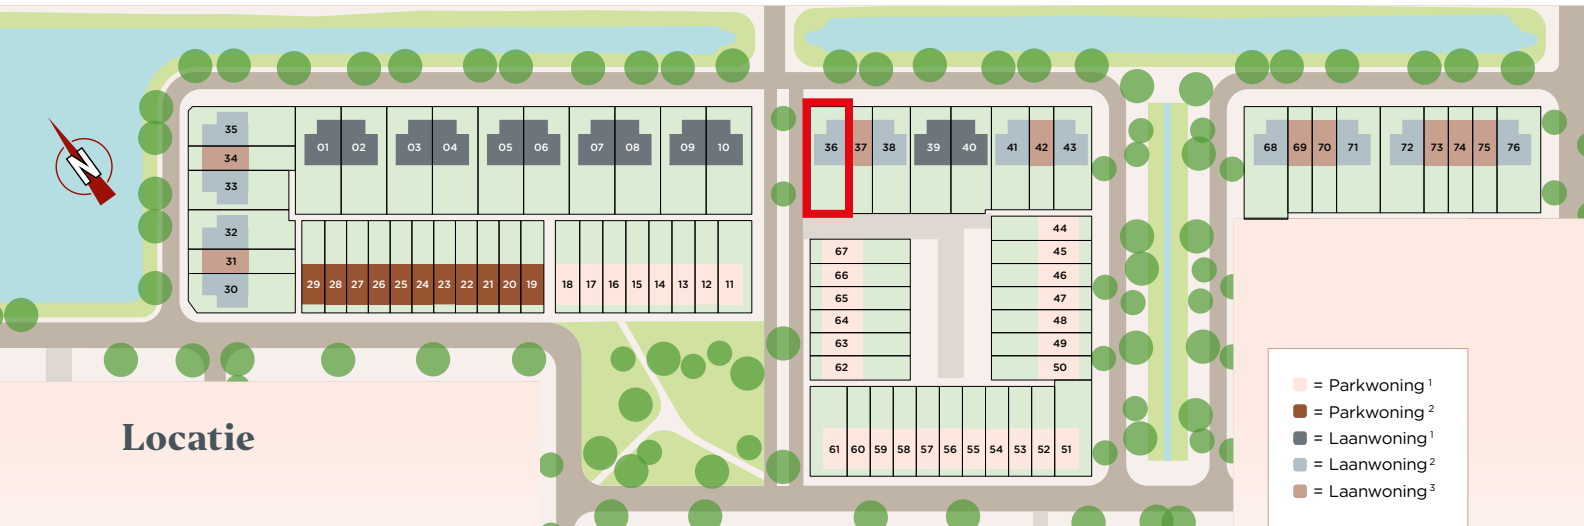 35
34
33
32
31
30
01 02 03 04 05 06 07 08 09 10
36 37 38 39 40 41 42 43
68 69 70 71 72 73 74 75 76
29 28 27 26 25 24 23 22 21 20 19
18 17 16 15 14 13 12 11
67
66
65
64
63
62
44
45
46
47
48
49
50
61 60 59 58 57 56 55 54 53 52 51
N
Locatie
= Parkwoning ¹
= Parkwoning ²
= Laanwoning ¹
= Laanwoning ²
= Laanwoning ³